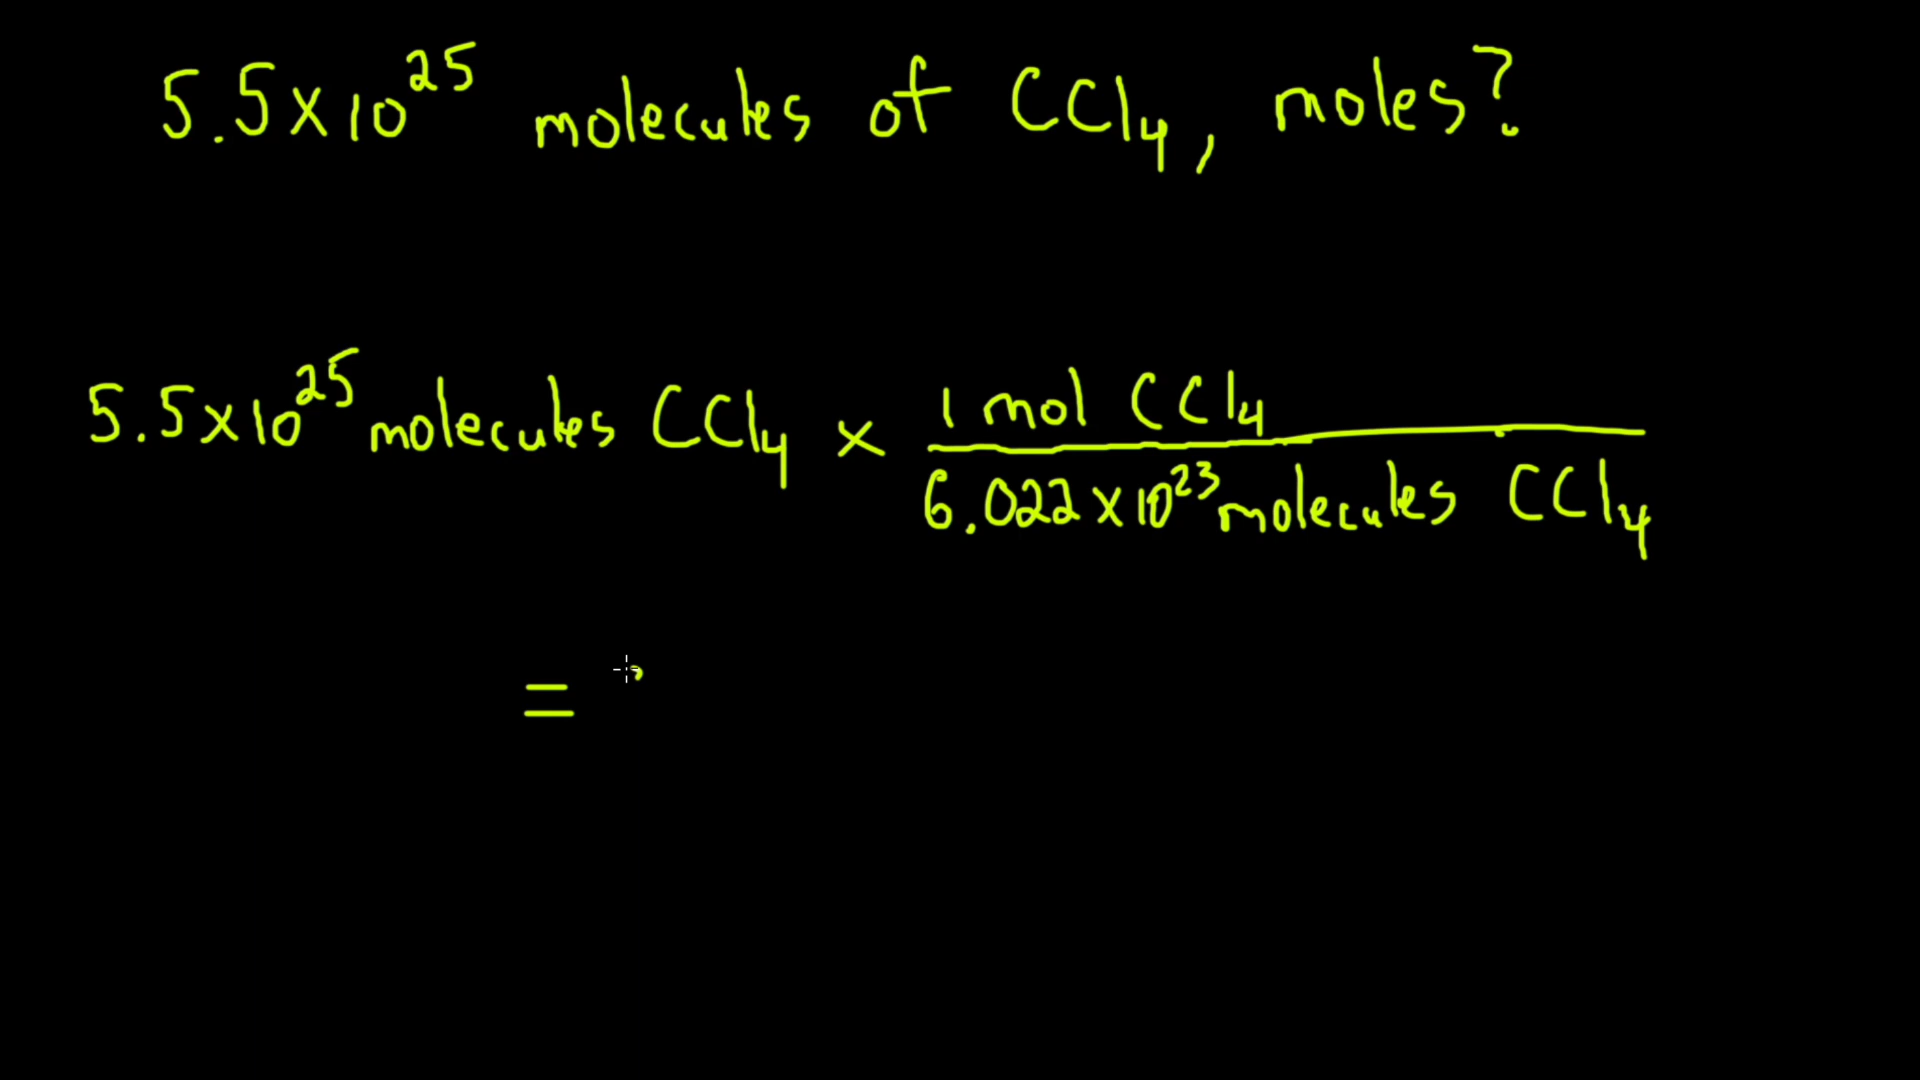 5.5x10^25 molecules of CCl4, moles?
5.5x10^25 molecules CCl4 x 1 mol CCl4
6.022x10^23 molecules CCl4
=